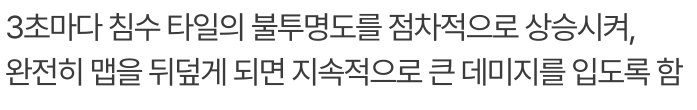 3초마다 침수 타일의 불투명도를 점차적으로 상승시켜,
완전히 맵을 뒤덮게 되면 지속적으로 큰 데미지를 입도록 함